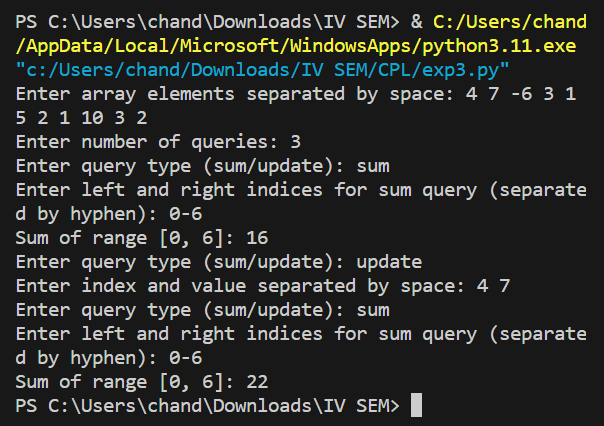 PS C:\Users\chand\Downloads\IV SEM> & C:/Users/chand
/AppData/Local/Microsoft/WindowsApps/python3.11.exe
"c:/Users/chand/Downloads/IV SEM/CPL/exp3.py"
Enter array elements separated by space: 4 7 -6 3 1
5 2 1 10 3 2
Enter number of queries: 3
Enter query type (sum/update): sum
Enter left and right indices for sum query (separate
d by hyphen): 0-6
Sum of range [0, 6]: 16
Enter query type (sum/update): update
Enter index and value separated by space: 4 7
Enter query type (sum/update): sum
Enter left and right indices for sum query (separate
d by hyphen): 0-6
Sum of range [0, 6]: 22
PS C:\Users\chand\Downloads\IV SEM>